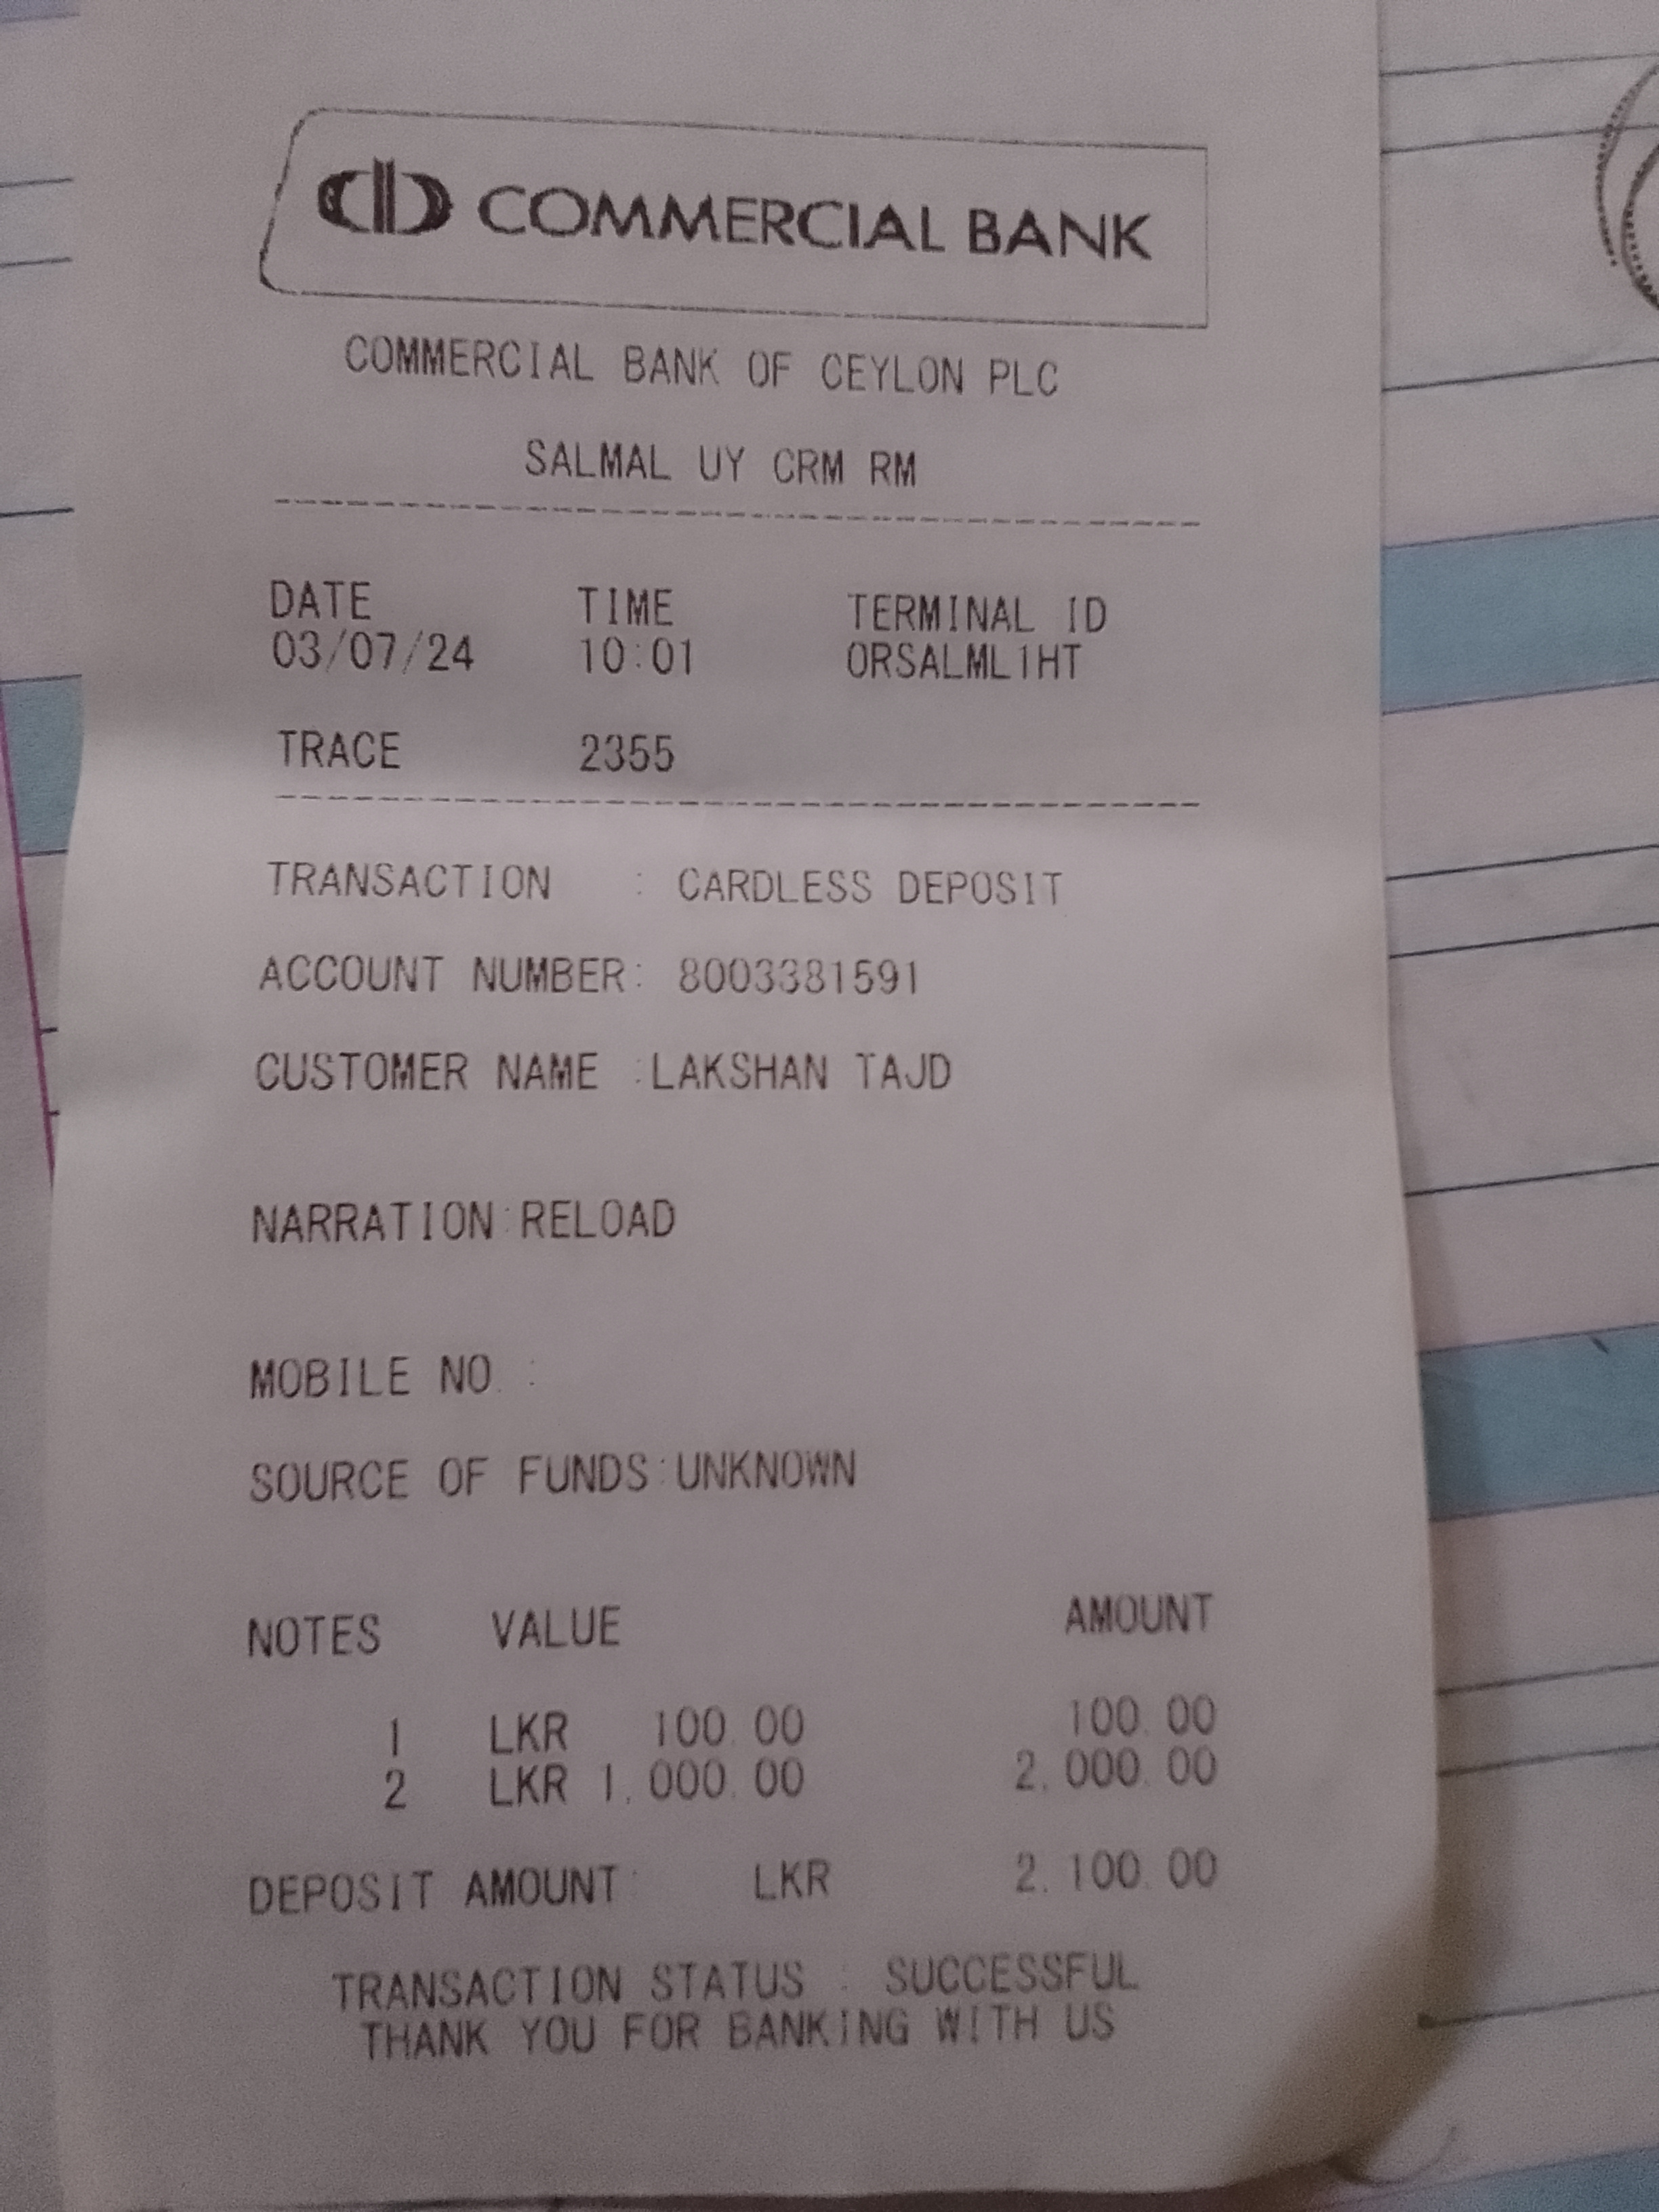 COMMERCIAL BANK
COMMERCIAL BANK OF CEYLON PLC
SALMAL UY CRM RM
DATE TIME TERMINAL ID
03/07/24 10:01 ORSALML1HT
TRACE 2355
TRANSACTION : CARDLESS DEPOSIT
ACCOUNT NUMBER: 8003381591
CUSTOMER NAME :LAKSHAN TAJD
NARRATION:RELOAD
MOBILE NO. :
SOURCE OF FUNDS:UNKNOWN
NOTES VALUE AMOUNT
1 LKR 100.00 100.00
2 LKR 1,000.00 2,000.00
DEPOSIT AMOUNT: LKR 2,100.00
TRANSACTION STATUS : SUCCESSFUL
THANK YOU FOR BANKING WITH US